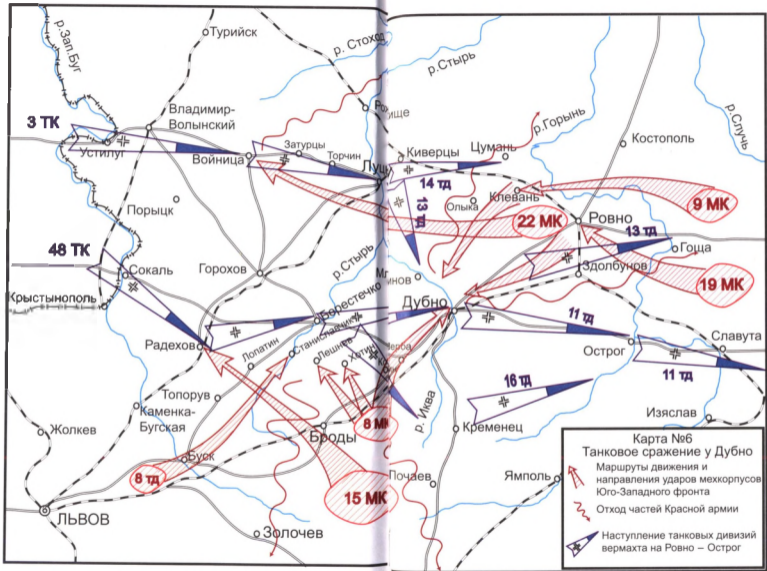 р.Зап.Буг
Турийск
р. Стоход
р.Стырь
3 ТК
Владимир-
Волынский
Устилуг
Войница
Затурцы
Торчин
Киверцы
Цумань
р.Горынь
Костополь
р.Случь
14 тд
13 тд
Олыка
Клевань
9 МК
22 МК
Ровно
13 тд
Гоща
Здолбунов
19 МК
Порыцк
48 ТК
Сокаль
Горохов
р.Стырь
Крыстынополь
Берестечко
Дубно
Радехов
Лопатин
Станиславчик
Лешнев
11 тд
Острог
Славута
11 тд
16 тд
Изяслав
Топорув
Каменка-
Бугская
Жолкев
8 МК
Броды
р. Иква
Кременец
Буск
8 тд
15 МК
Почаев
Ямполь
ЛЬВОВ
Золочев
Карта №6
Танковое сражение у Дубно
Маршруты движения и
направления ударов мехкорпусов
Юго-Западного фронта
Отход частей Красной армии
Наступление танковых дивизий
вермахта на Ровно – Острог